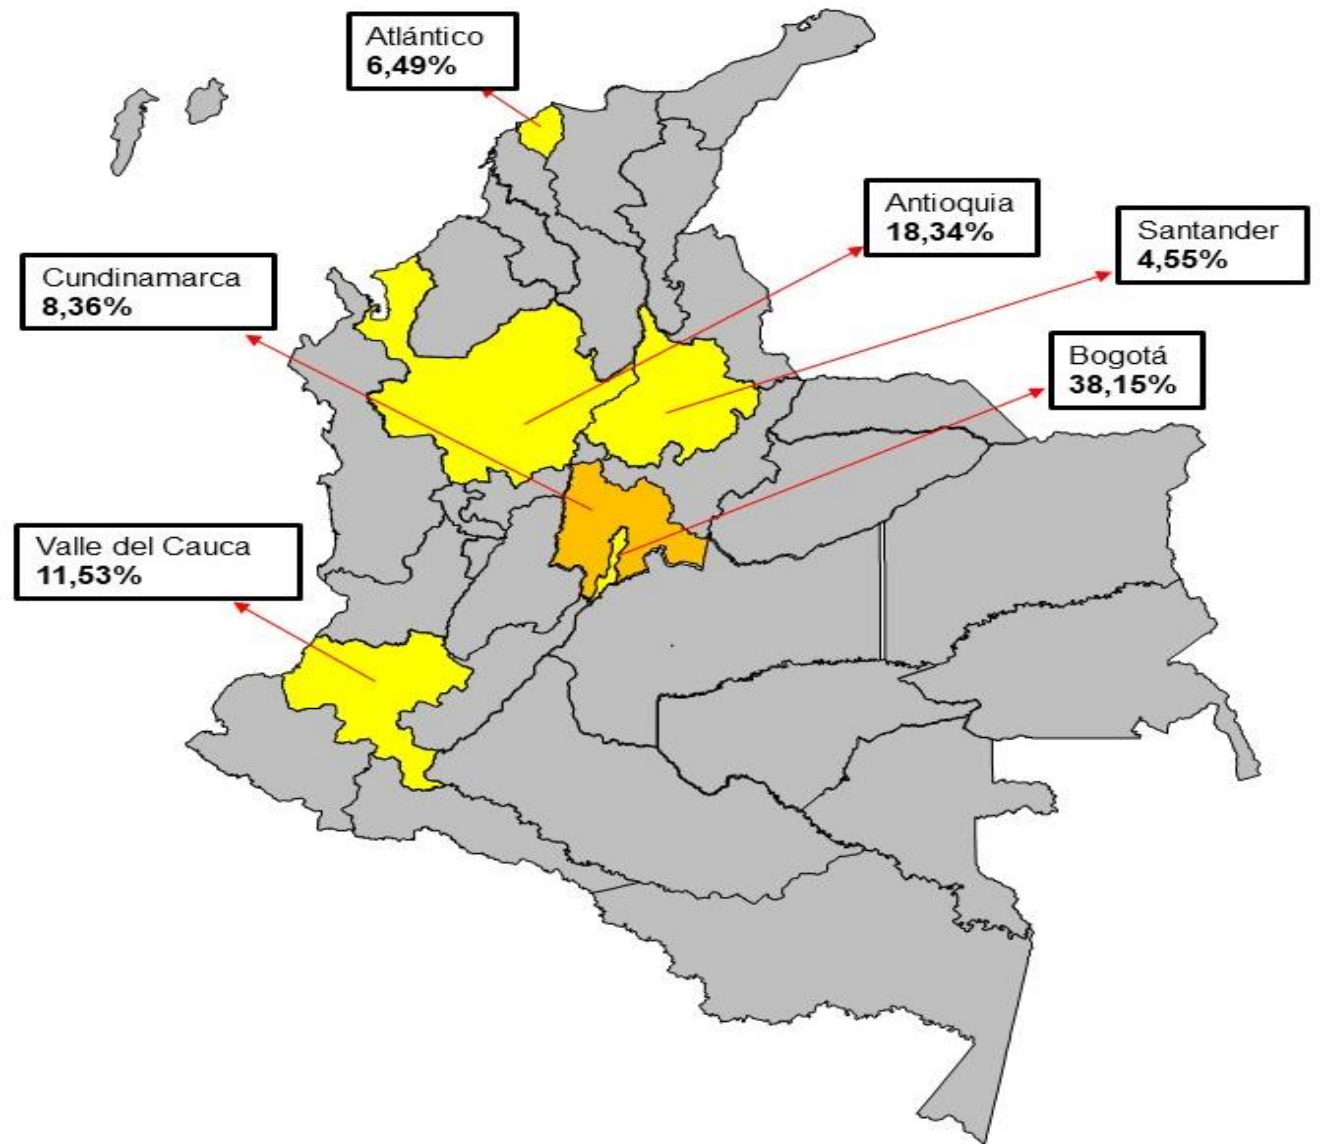 Atlántico
6,49%
Antioquia
18,34%
Santander
4,55%
Cundinamarca
8,36%
Bogotá
38,15%
Valle del Cauca
11,53%